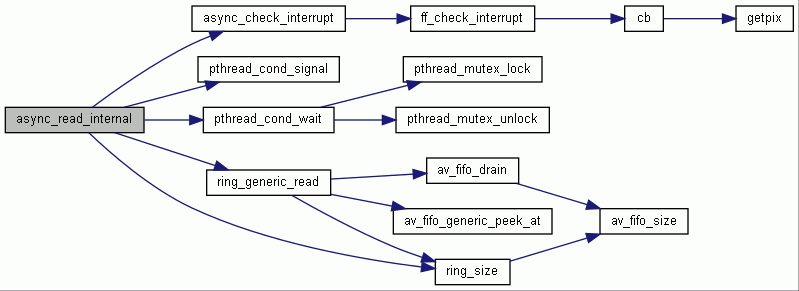 async_check_interrupt
ff_check_interrupt
cb
getpix
pthread_cond_signal
pthread_mutex_lock
async_read_internal
pthread_cond_wait
pthread_mutex_unlock
ring_generic_read
av_fifo_drain
av_fifo_generic_peek_at
av_fifo_size
ring_size